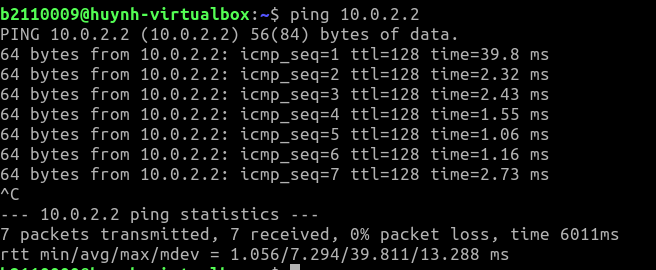 b2110009@huynh-virtualbox:~$ ping 10.0.2.2
PING 10.0.2.2 (10.0.2.2) 56(84) bytes of data.
64 bytes from 10.0.2.2: icmp_seq=1 ttl=128 time=39.8 ms
64 bytes from 10.0.2.2: icmp_seq=2 ttl=128 time=2.32 ms
64 bytes from 10.0.2.2: icmp_seq=3 ttl=128 time=2.43 ms
64 bytes from 10.0.2.2: icmp_seq=4 ttl=128 time=1.55 ms
64 bytes from 10.0.2.2: icmp_seq=5 ttl=128 time=1.06 ms
64 bytes from 10.0.2.2: icmp_seq=6 ttl=128 time=1.16 ms
64 bytes from 10.0.2.2: icmp_seq=7 ttl=128 time=2.73 ms
^C
--- 10.0.2.2 ping statistics ---
7 packets transmitted, 7 received, 0% packet loss, time 6011ms
rtt min/avg/max/mdev = 1.056/7.294/39.811/13.288 ms